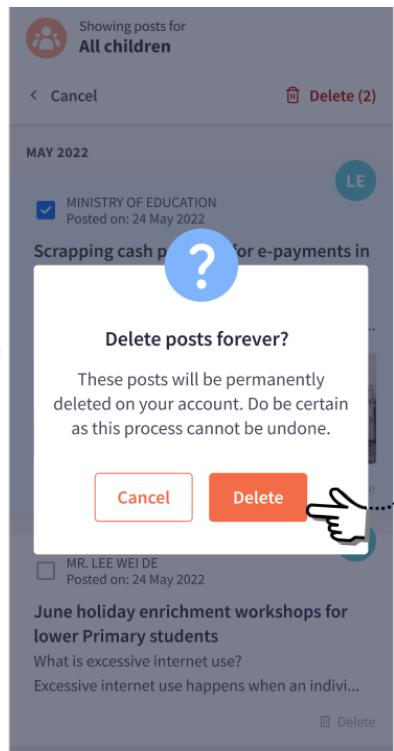 Showing posts for
All children
< Cancel
Delete (2)
MAY 2022
LE
MINISTRY OF EDUCATION
Posted on: 24 May 2022
Scrapping cash p
for e-payments in
?
Delete posts forever?
These posts will be permanently
deleted on your account. Do be certain
as this process cannot be undone.
Cancel
Delete
MR. LEE WEI DE
Posted on: 24 May 2022
June holiday enrichment workshops for
lower Primary students
What is excessive internet use?
Excessive internet use happens when an indivi...
Delete